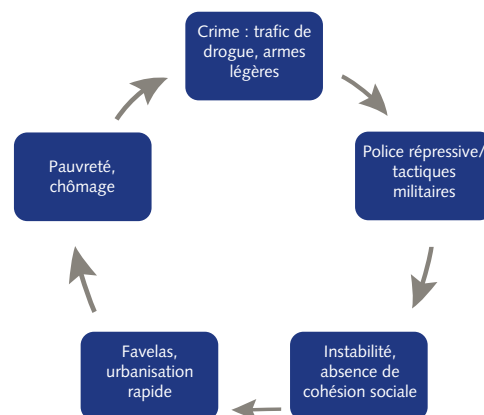 Crime : trafic de
drogue, armes
légères
Police répressive/
tactiques
militaires
Instabilité,
absence de
cohésion sociale
Favelas,
urbanisation
rapide
Pauvreté,
chômage